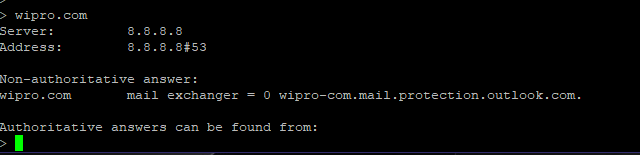 > wipro.com
Server: 8.8.8.8
Address: 8.8.8.8#53
Non-authoritative answer:
wipro.com mail exchanger = 0 wipro-com.mail.protection.outlook.com.
Authoritative answers can be found from:
>